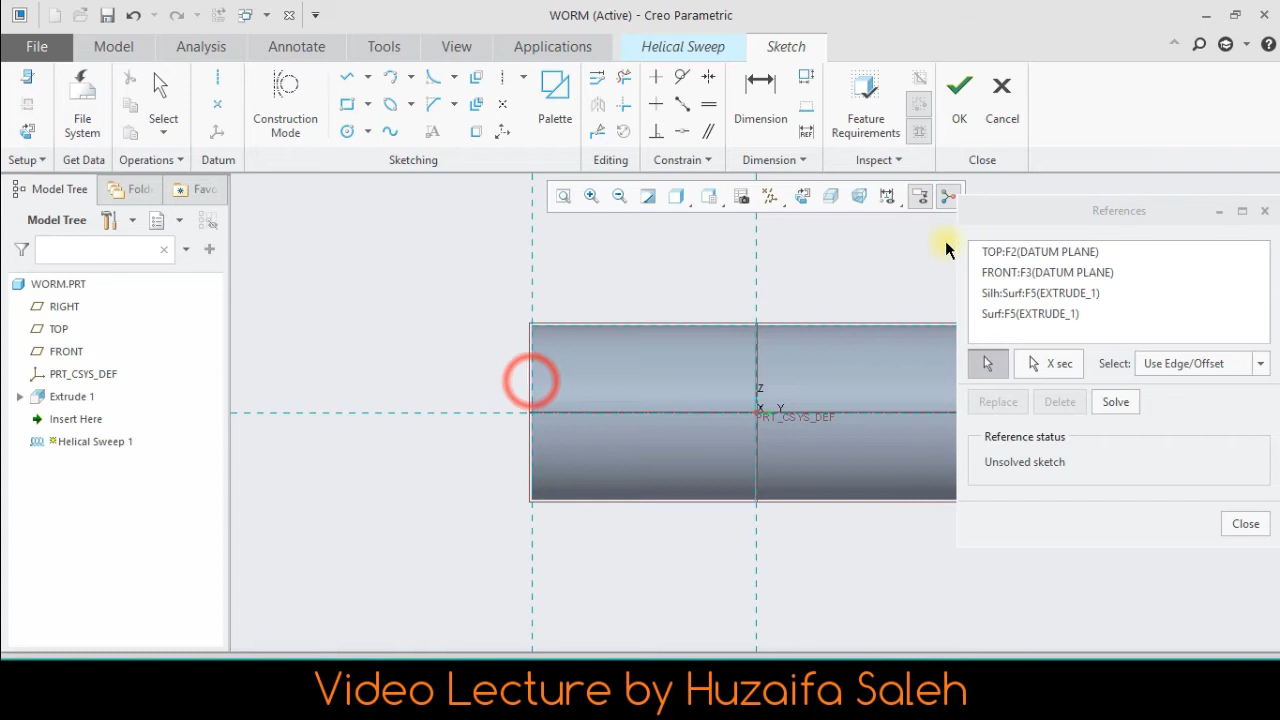 WORM (Active) - Creo Parametric
File Model Analysis Annotate Tools View Applications Helical Sweep Sketch
File System
Select
Construction Mode
Palette
Dimension
Feature Requirements
OK
Cancel
Setup Get Data Operations Datum Sketching Editing Constrain Dimension Inspect Close
Model Tree
Fold
Favo
Model Tree
WORM.PRT
RIGHT
TOP
FRONT
PRT_CSYS_DEF
Extrude 1
Insert Here
Helical Sweep 1
Z
X Y
PRT_CSYS_DEF
References
TOP:F2(DATUM PLANE)
FRONT:F3(DATUM PLANE)
Silh:Surf:F5(EXTRUDE_1)
Surf:F5(EXTRUDE_1)
X sec
Select: Use Edge/Offset
Replace Delete Solve
Reference status
Unsolved sketch
Close
Video Lecture by Huzaifa Saleh